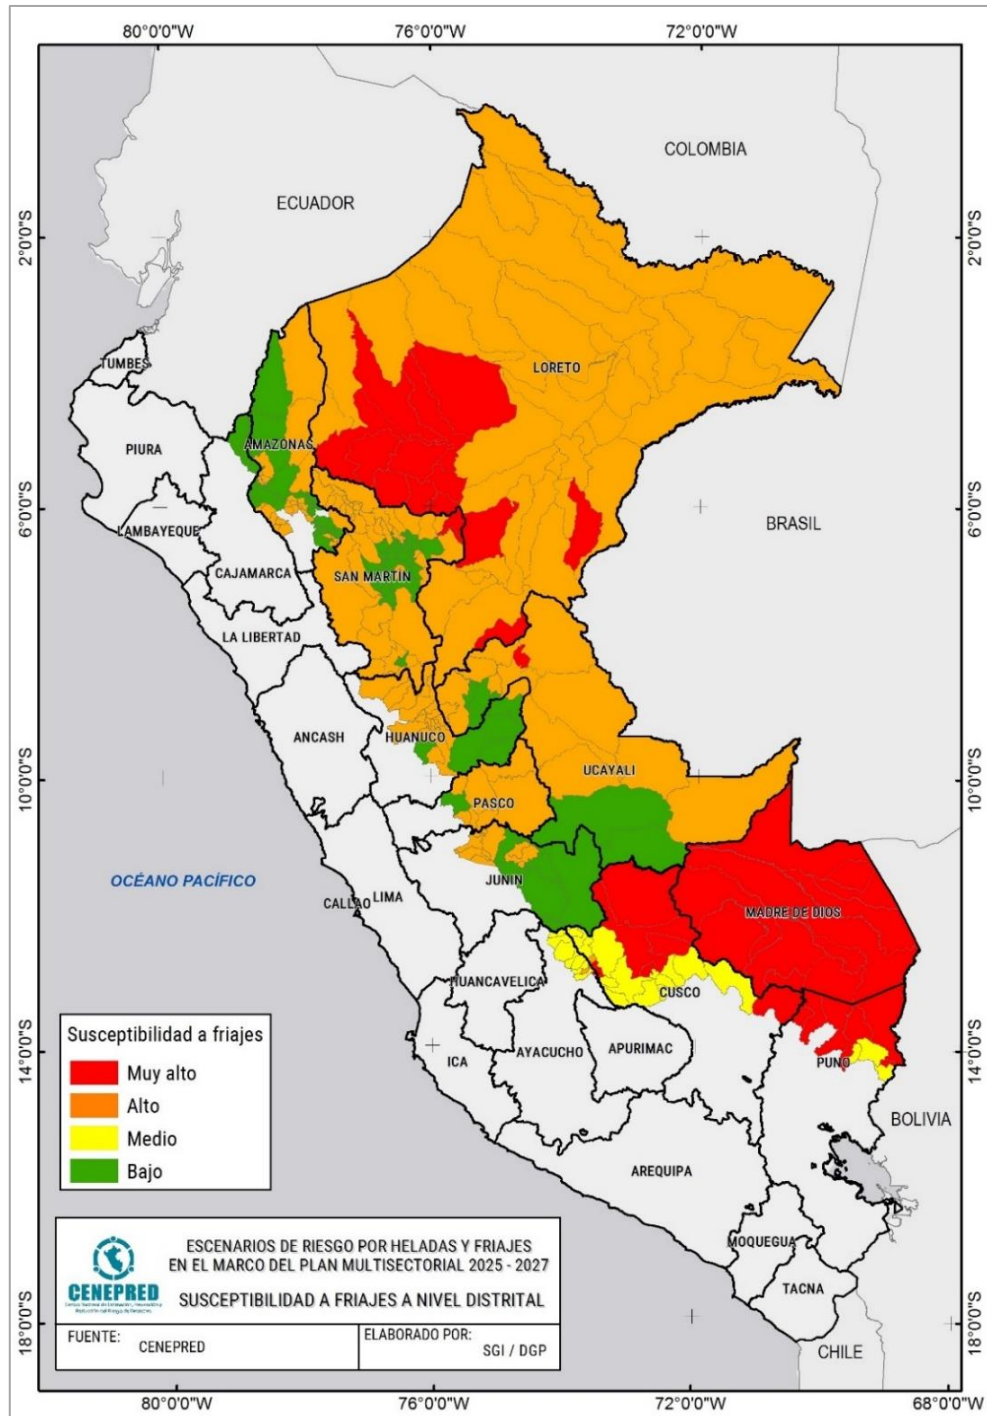 80°0'0"W
76°0'0"W
72°0'0"W
COLOMBIA
ECUADOR
2°0'0"S
2°0'0"S
TUMBES
LORETO
PIURA
AMAZONAS
6°0'0"S
6°0'0"S
BRASIL
LAMBAYEQUE
CAJAMARCA
SAN MARTÍN
LA LIBERTAD
ANCASH
HUANUCO
UCAYALI
10°0'0"S
10°0'0"S
PASCO
OCÉANO PACÍFICO
JUNIN
CALLAO
LIMA
MADRE DE DIOS
HUANCAVELICA
CUSCO
Susceptibilidad a friajes
Muy alto
Alto
Medio
Bajo
14°0'0"S
14°0'0"S
ICA
AYACUCHO
APURIMAC
PUNO
BOLIVIA
AREQUIPA
MOQUEGUA
TACNA
CHILE
18°0'0"S
18°0'0"S
CENEPRED
ESCENARIOS DE RIESGO POR HELADAS Y FRIAJES
EN EL MARCO DEL PLAN MULTISECTORIAL 2025 - 2027
SUSCEPTIBILIDAD A FRIAJES A NIVEL DISTRITAL
FUENTE:
CENEPRED
ELABORADO POR:
SGI / DGP
80°0'0"W
76°0'0"W
72°0'0"W
68°0'0"W